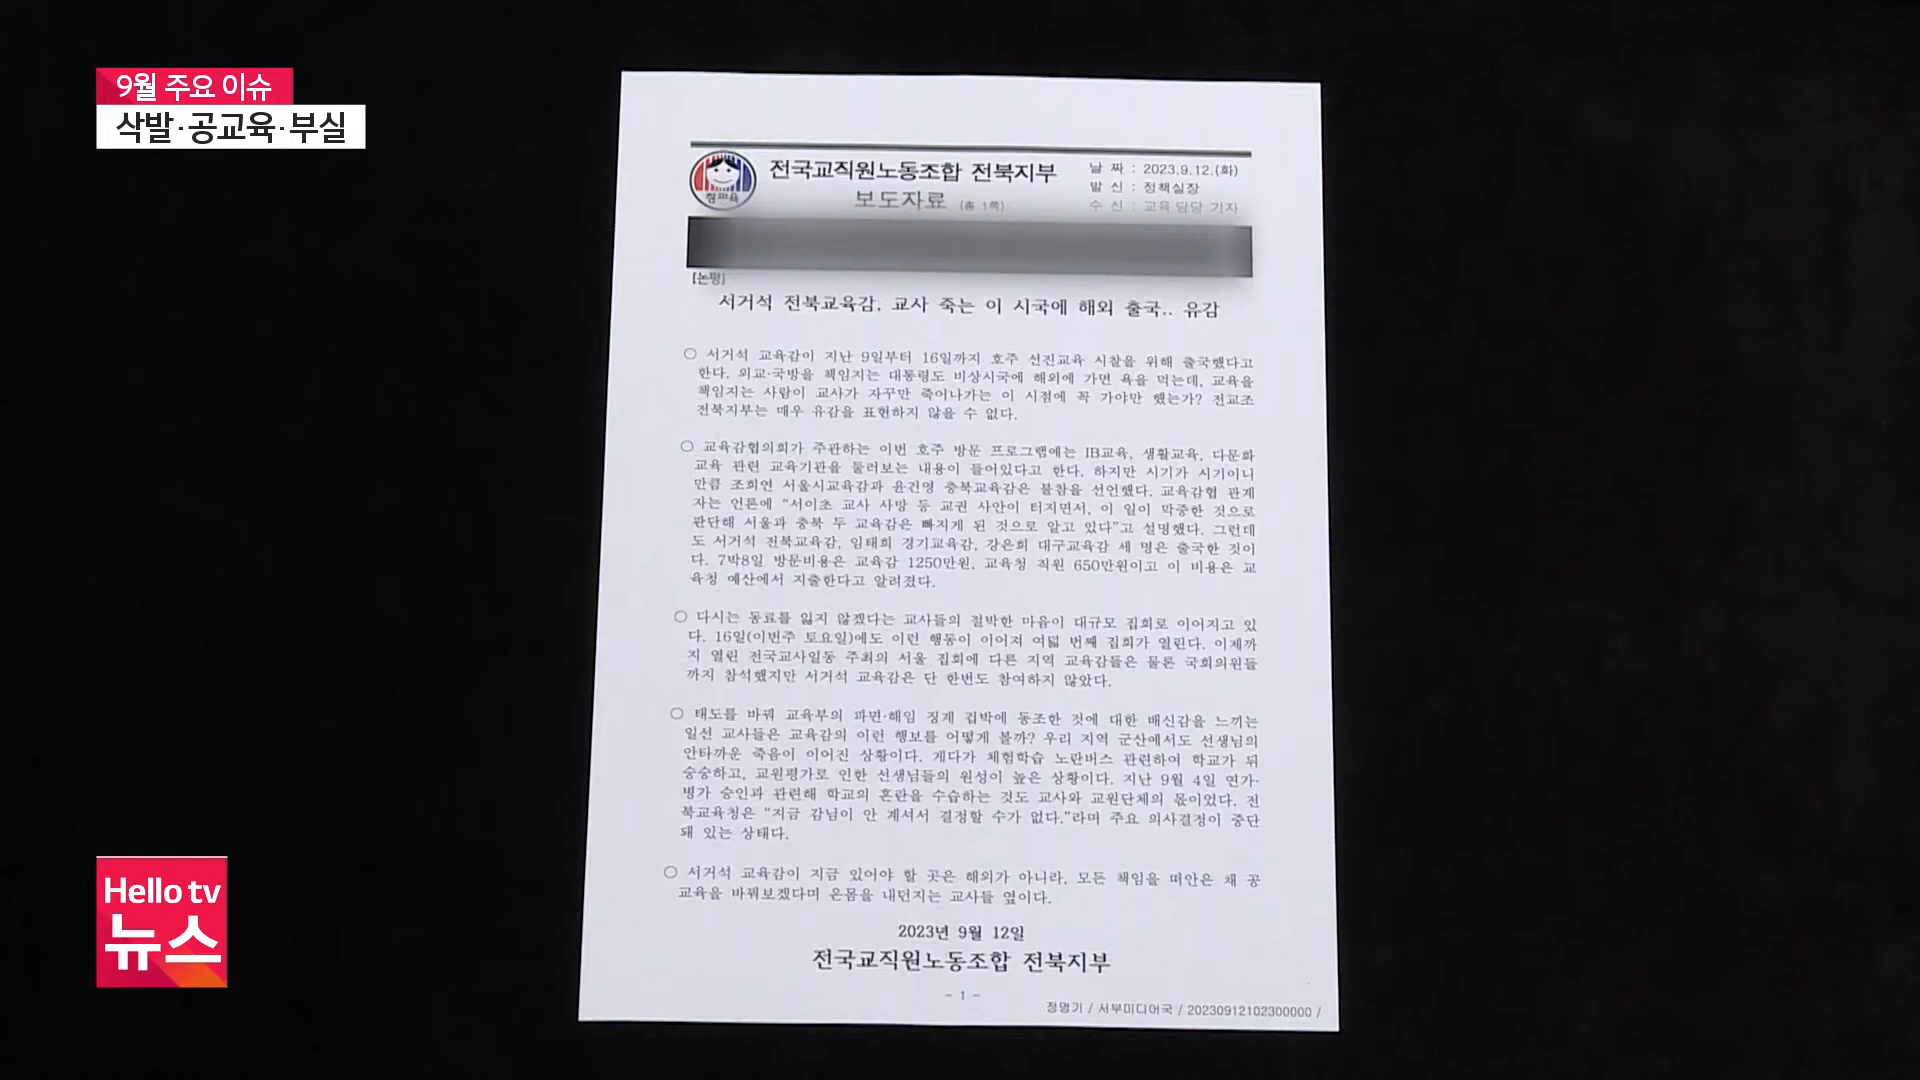 9월 주요 이슈
삭발·공교육·부실
참교육
전국교직원노동조합 전북지부
보도자료 (총 1쪽)
날 짜 : 2023.9.12.(화)
발 신 : 정책실장
수 신 : 교육 담당 기자
[논평]
서거석 전북교육감, 교사 죽는 이 시국에 해외 출국.. 유감
○ 서거석 교육감이 지난 9일부터 16일까지 호주 선진교육 시찰을 위해 출국했다고
한다. 외교·국방을 책임지는 대통령도 비상시국에 해외에 가면 욕을 먹는데, 교육을
책임지는 사람이 교사가 자꾸만 죽어나가는 이 시점에 꼭 가야만 했는가? 전교조
전북지부는 매우 유감을 표현하지 않을 수 없다.
○ 교육감협의회가 주관하는 이번 호주 방문 프로그램에는 IB교육, 생활교육, 다문화
교육 관련 교육기관을 둘러보는 내용이 들어있다고 한다. 하지만 시기가 시기이니
만큼 조희연 서울시교육감과 윤건영 충북교육감은 불참을 선언했다. 교육감협 관계
자는 언론에 “서이초 교사 사망 등 교권 사안이 터지면서, 이 일이 막중한 것으로
판단해 서울과 충북 두 교육감은 빠지게 된 것으로 알고 있다”고 설명했다. 그런데
도 서거석 전북교육감, 임태희 경기교육감, 강은희 대구교육감 세 명은 출국한 것이
다. 7박8일 방문비용은 교육감 1250만원, 교육청 직원 650만원이고 이 비용은 교
육청 예산에서 지출한다고 알려졌다.
○ 다시는 동료를 잃지 않겠다는 교사들의 절박한 마음이 대규모 집회로 이어지고 있
다. 16일(이번주 토요일)에도 이런 행동이 이어져 여덟 번째 집회가 열린다. 이제까
지 열린 전국교사일동 주최의 서울 집회에 다른 지역 교육감들은 물론 국회의원들
까지 참석했지만 서거석 교육감은 단 한번도 참여하지 않았다.
○ 태도를 바꿔 교육부의 파면·해임 징계 겁박에 동조한 것에 대한 배신감을 느끼는
일선 교사들은 교육감의 이런 행보를 어떻게 볼까? 우리 지역 군산에서도 선생님의
안타까운 죽음이 이어진 상황이다. 게다가 체험학습 노란버스 관련하여 학교가 뒤
숭숭하고, 교원평가로 인한 선생님들의 원성이 높은 상황이다. 지난 9월 4일 연가·
병가 승인과 관련해 학교의 혼란을 수습하는 것도 교사와 교원단체의 몫이었다. 전
북교육청은 “지금 감님이 안 계셔서 결정할 수가 없다.”라며 주요 의사결정이 중단
돼 있는 상태다.
○ 서거석 교육감이 지금 있어야 할 곳은 해외가 아니라, 모든 책임을 떠안은 채 공
교육을 바꿔보겠다며 온몸을 내던지는 교사들 옆이다.
2023년 9월 12일
전국교직원노동조합 전북지부
- 1 -
정명기 / 서부미디어국 / 20230912102300000 /
Hello tv
뉴스